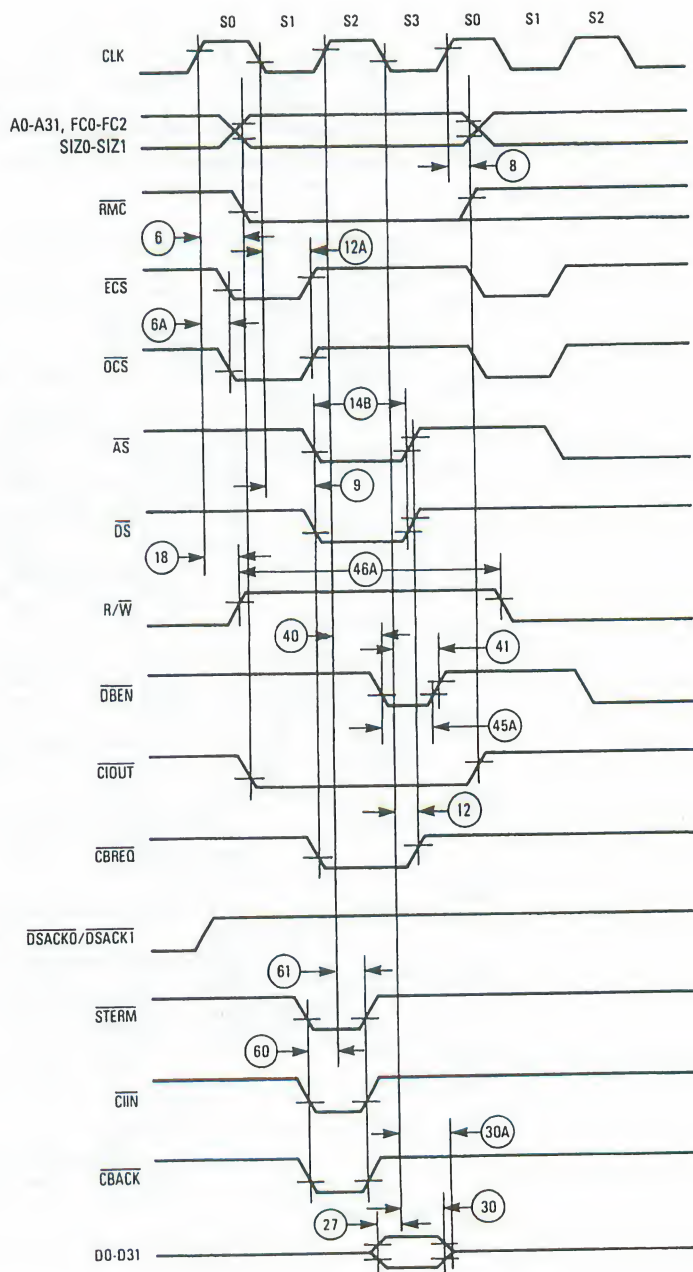 S0 S1 S2 S3 S0 S1 S2
CLK
A0-A31, FC0-FC2
SIZ0-SIZ1
8
RMC
6
12A
ECS
6A
OCS
14B
AS
9
DS
18
46A
R/W
40
41
DBEN
45A
CIOUT
12
CBREQ
DSACK0/DSACK1
61
STERM
60
CIIN
30A
CBACK
30
27
D0-D31